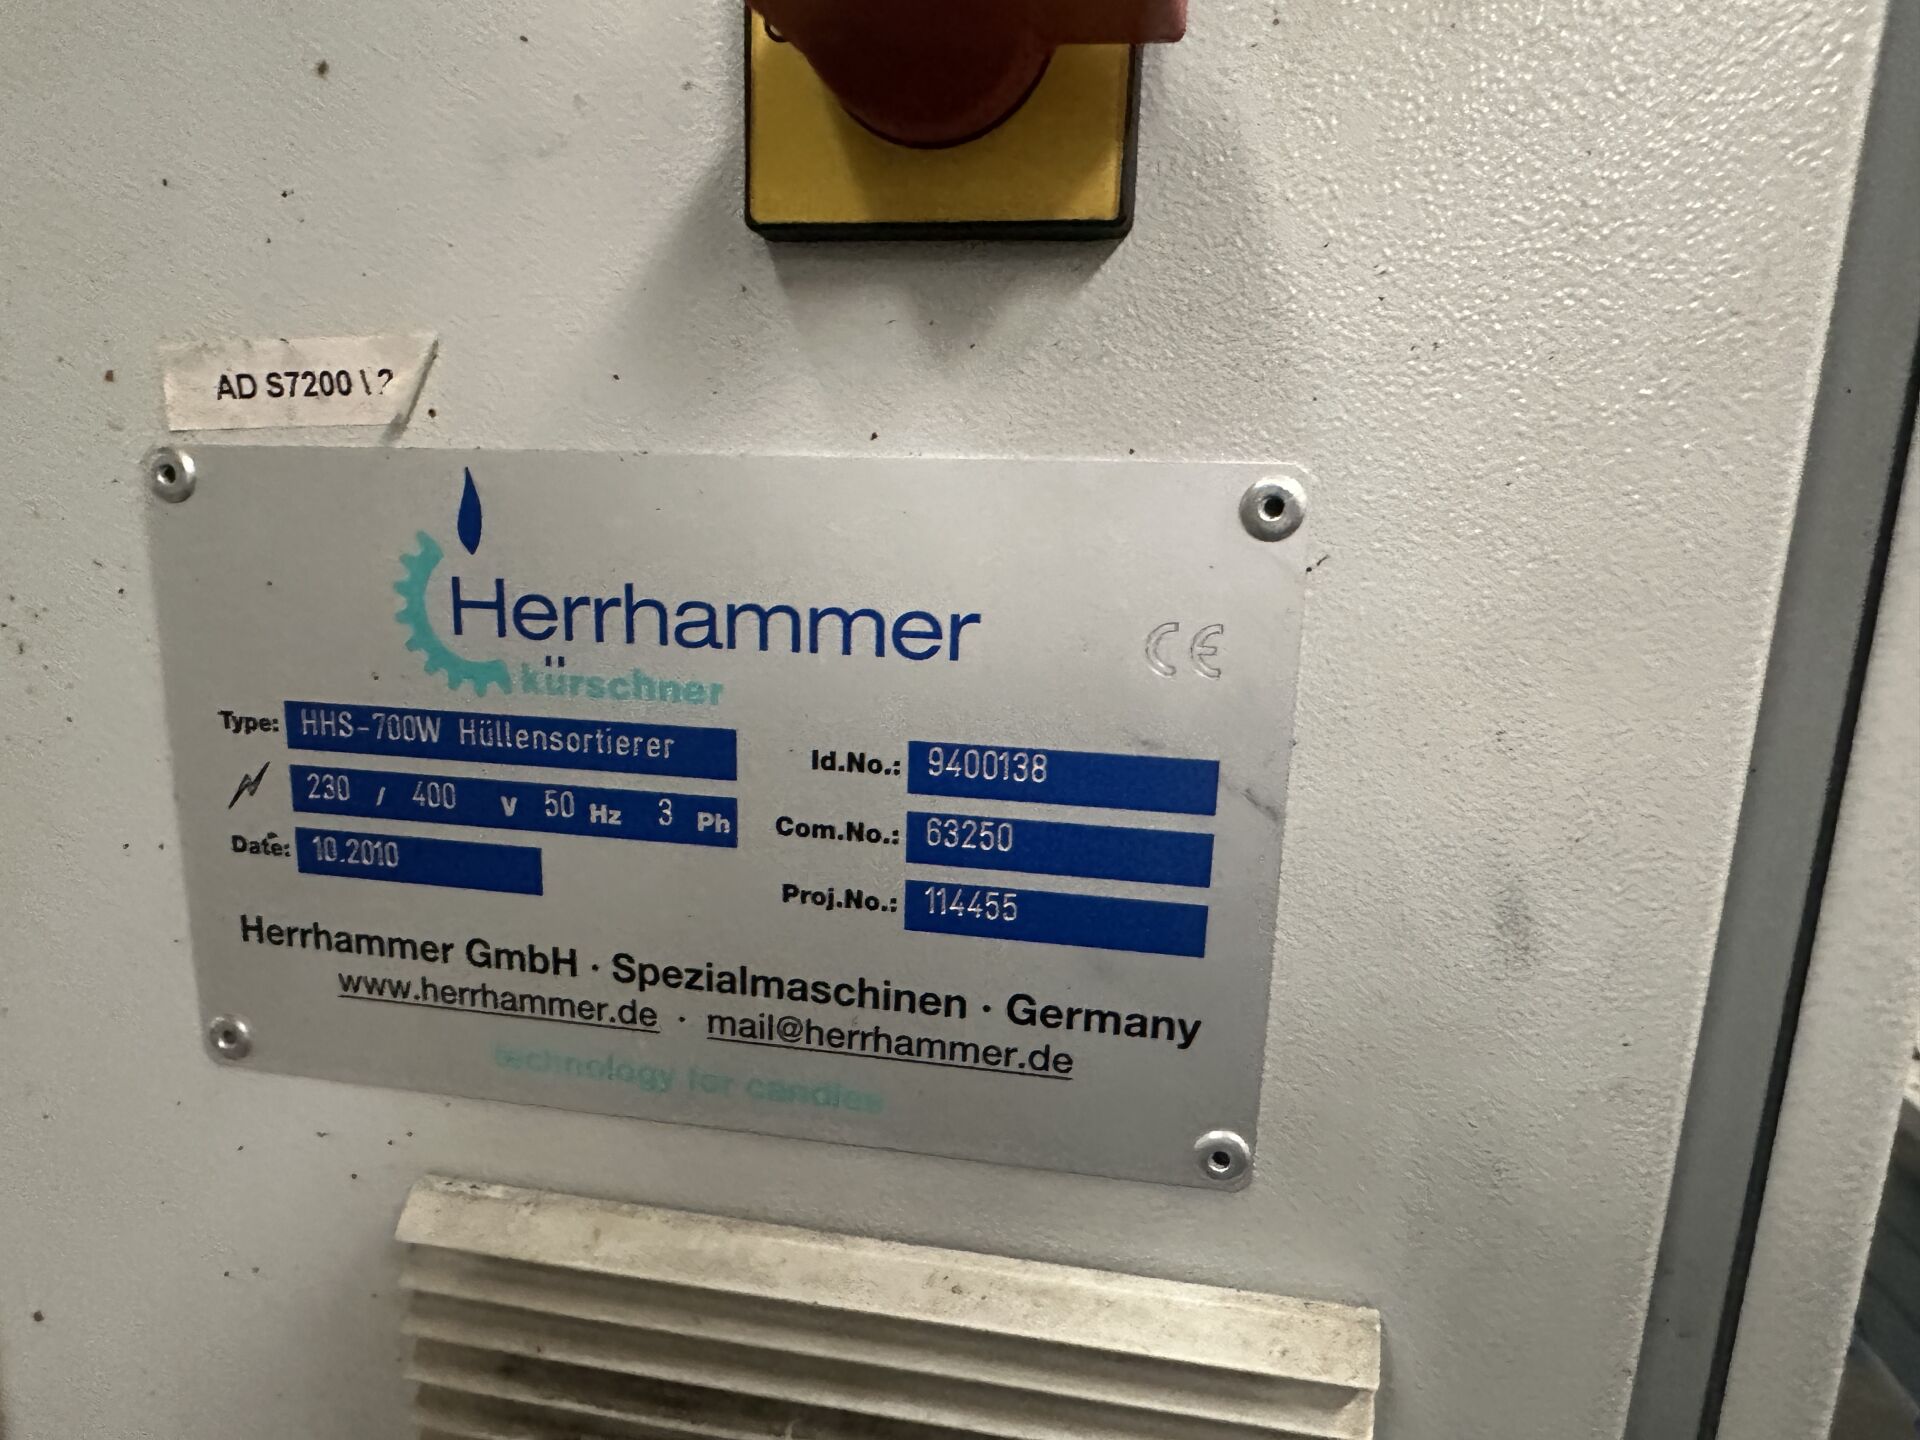 AD S7200
Herrhammer
kürschner
CE
Type: HHS-700W Hüllensortierer
230 / 400 V 50 Hz 3 Ph
Date: 10.2010
Id.No.: 9400138
Com.No.: 63250
Proj.No.: 114455
Herrhammer GmbH · Spezialmaschinen · Germany
www.herrhammer.de · mail@herrhammer.de
technology for candles